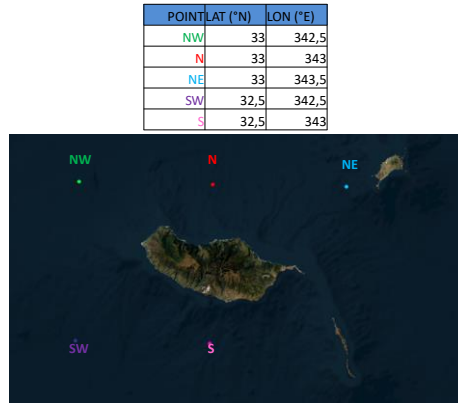 POINT LAT (°N) LON (°E)
NW 33 342,5
N 33 343
NE 33 343,5
SW 32,5 342,5
S 32,5 343
NW N NE
SW S